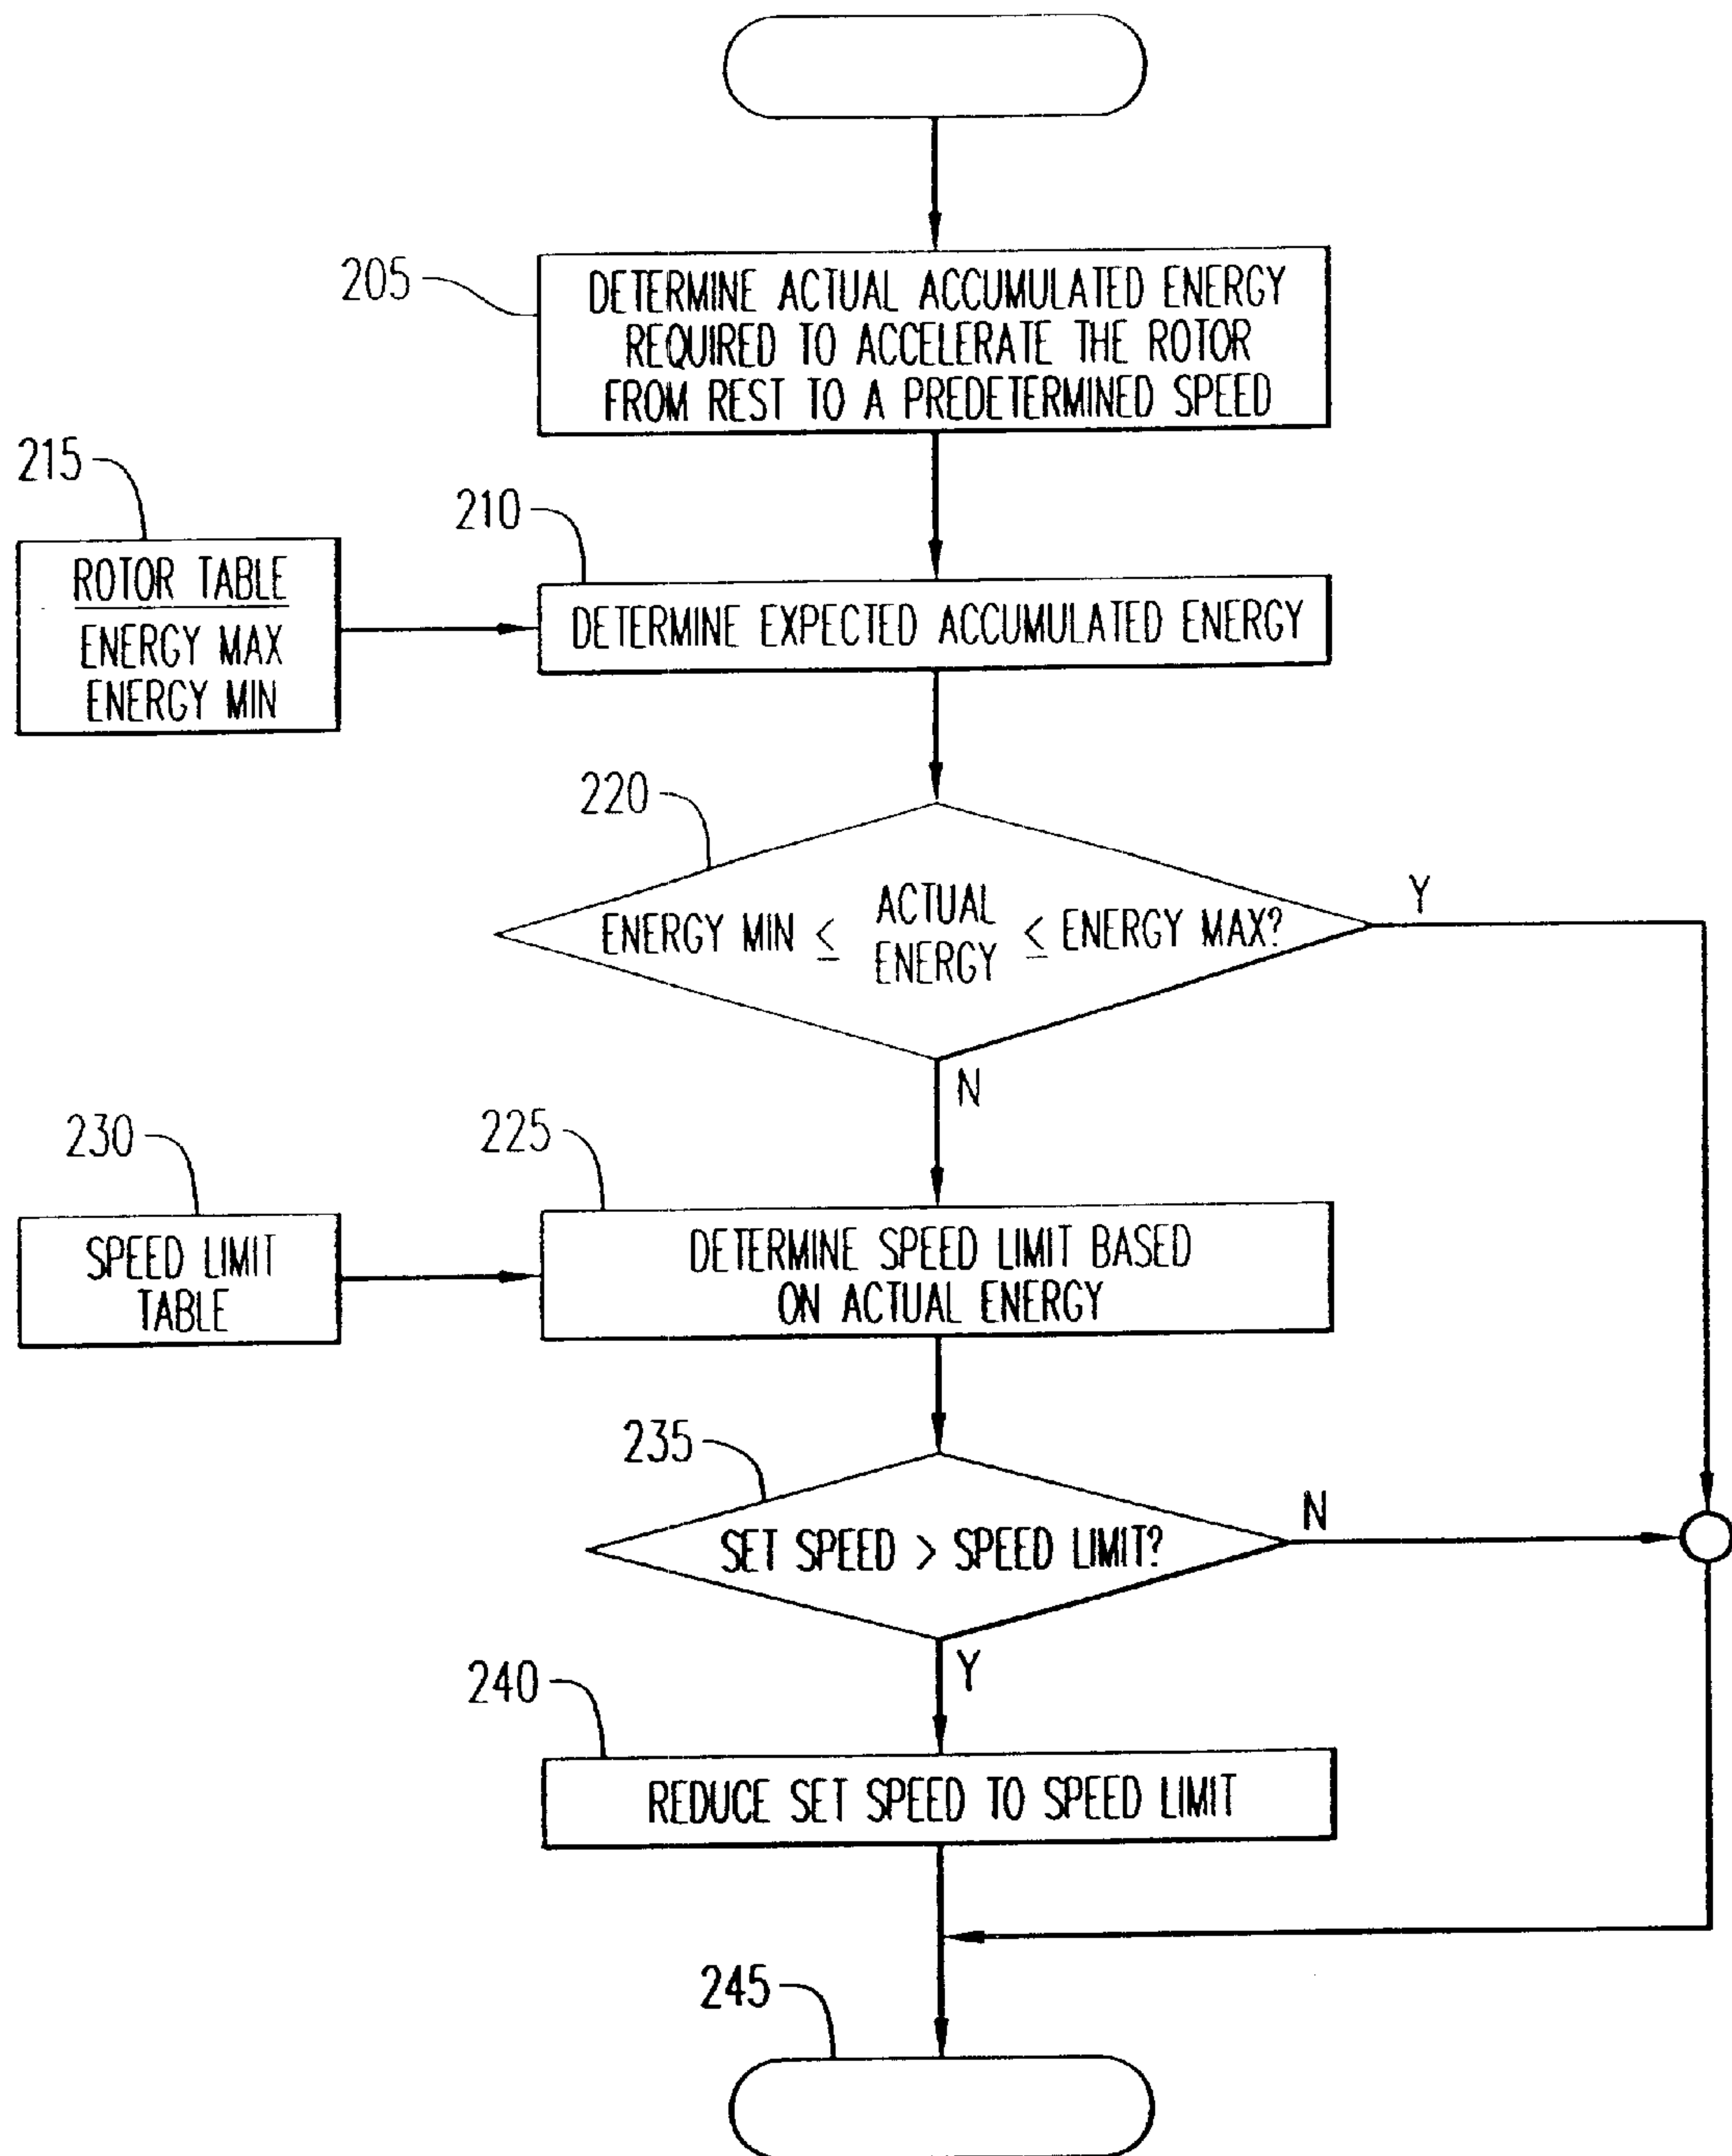 205
DETERMINE ACTUAL ACCUMULATED ENERGY
REQUIRED TO ACCELERATE THE ROTOR
FROM REST TO A PREDETERMINED SPEED
215
ROTOR TABLE
ENERGY MAX
ENERGY MIN
210
DETERMINE EXPECTED ACCUMULATED ENERGY
220
ENERGY MIN ≤ ACTUAL ENERGY ≤ ENERGY MAX?
Y
N
230
SPEED LIMIT
TABLE
225
DETERMINE SPEED LIMIT BASED
ON ACTUAL ENERGY
235
SET SPEED > SPEED LIMIT?
N
Y
240
REDUCE SET SPEED TO SPEED LIMIT
245